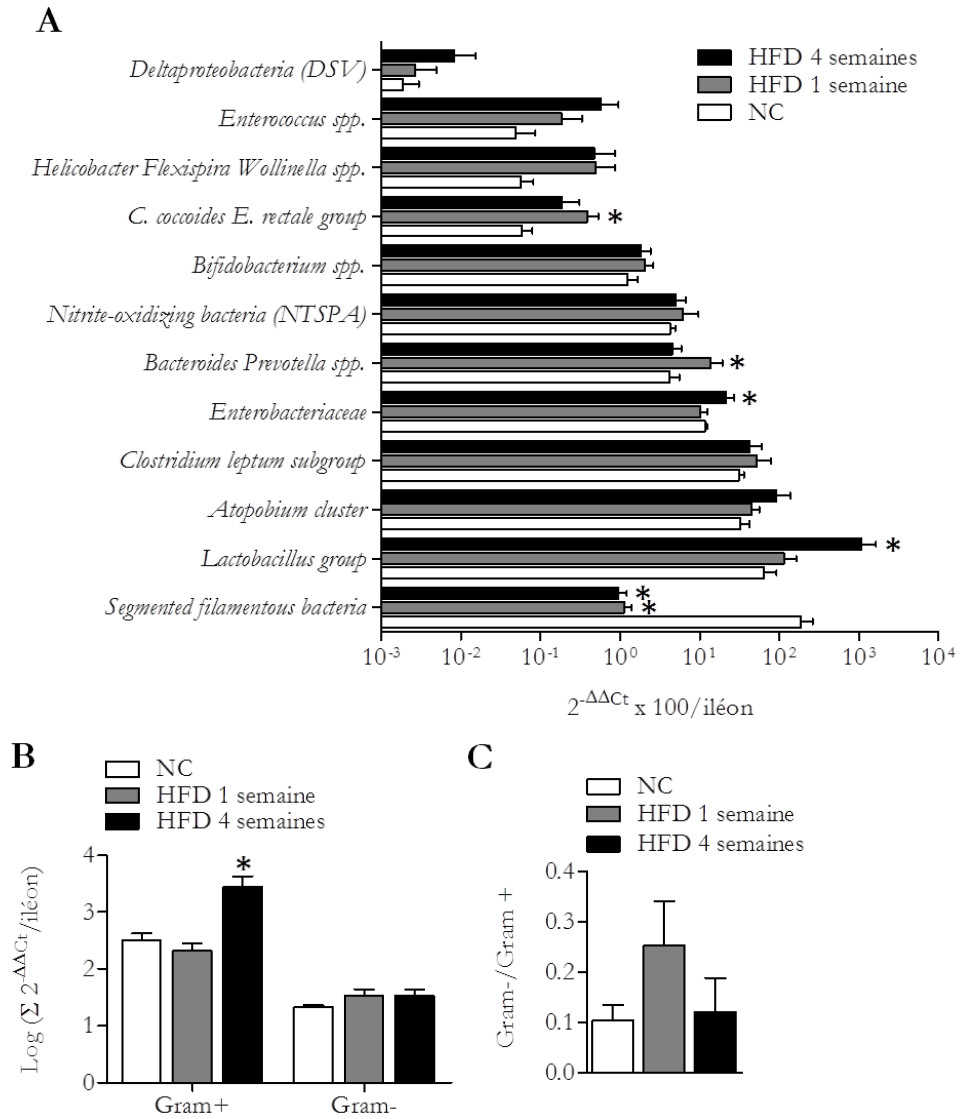 A
HFD 4 semaines
HFD 1 semaine
NC
Deltaproteobacteria (DSV)
Enterococcus spp.
Helicobacter Flexispira Wollinella spp.
C. coccoides E. rectale group
*
Bifidobacterium spp.
Nitrite-oxidizing bacteria (NTSPA)
Bacteroides Prevotella spp.
*
Enterobacteriaceae
*
Clostridium leptum subgroup
Atopobium cluster
Lactobacillus group
*
Segmented filamentous bacteria
*
*
10-3 10-2 10-1 100 101 102 103 104
2-ΔΔCt x 100/iléon
B
NC
HFD 1 semaine
HFD 4 semaines
Log (Σ 2-ΔΔCt/iléon)
4
3
2
1
0
*
Gram+ Gram-
C
NC
HFD 1 semaine
HFD 4 semaines
Gram-/Gram +
0.4
0.3
0.2
0.1
0.0